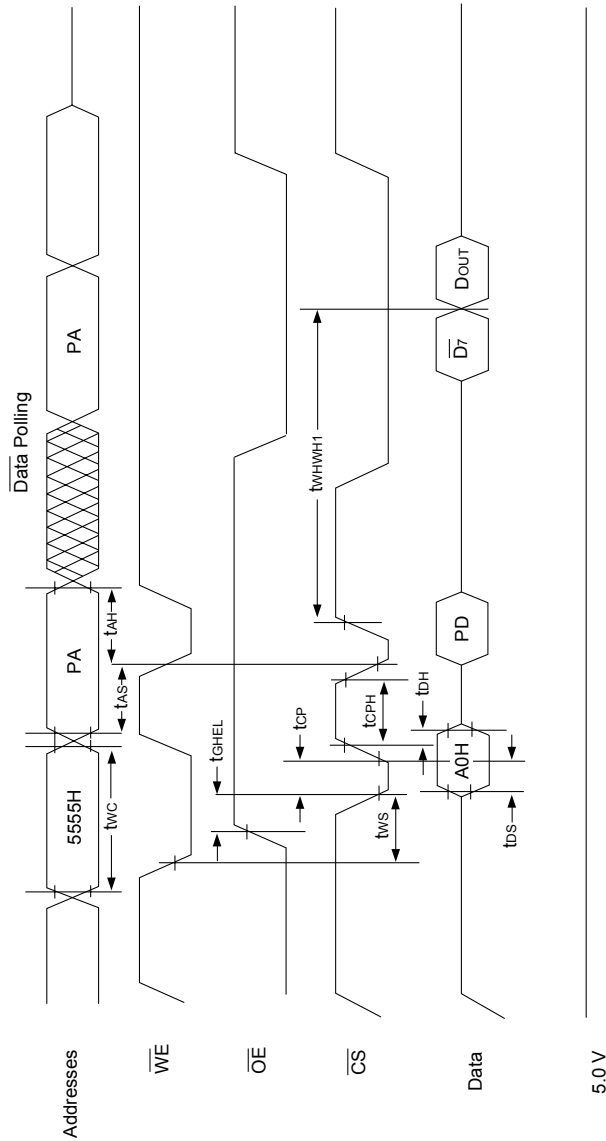 Data Polling
Addresses
5555H
PA
PA
tWC
tAS
tAH
WE
tGHEL
OE
tCP
tWHWH1
CS
tWS
tCPH
tDH
Data
A0H
PD
D7
DOUT
tDS
5.0 V